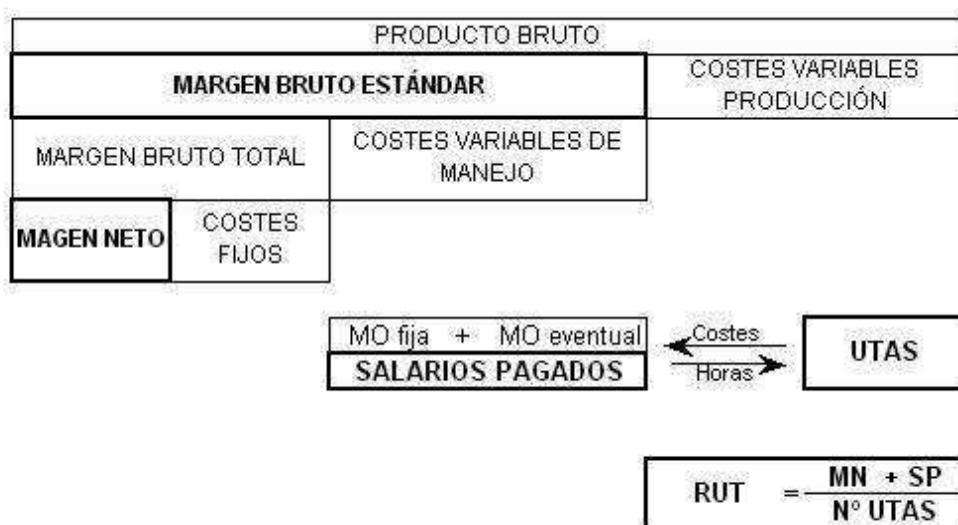 PRODUCTO BRUTO
MARGEN BRUTO ESTÁNDAR
COSTES VARIABLES
PRODUCCIÓN
MARGEN BRUTO TOTAL
COSTES VARIABLES DE
MANEJO
MAGEN NETO
COSTES
FIJOS
MO fija + MO eventual
SALARIOS PAGADOS
Costes
Horas
UTAS
RUT = MN + SP
Nº UTAS